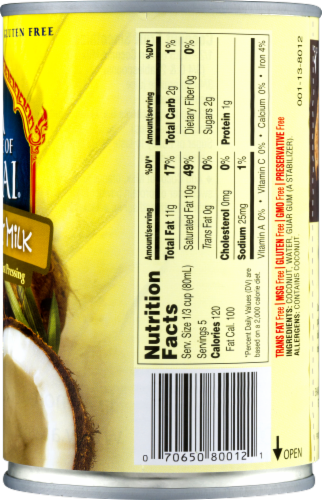 GLUTEN FREE
OF
MILK
Dressing
Nutrition
Facts
Serv. Size 1/3 cup (80mL)
Servings 5
Calories 120
Fat Cal. 100
*Percent Daily Values (DV) are
based on a 2,000 calorie diet.
Amount/serving %DV*
Total Fat 11g 17%
Saturated Fat 10g 49%
Trans Fat 0g 0%
Cholesterol 0mg 0%
Sodium 25mg 1%
Amount/serving %DV*
Total Carb 2g 1%
Dietary Fiber 0g 0%
Sugars 2g
Protein 1g
Vitamin A 0% • Vitamin C 0% • Calcium 0% • Iron 4%
TRANS FAT Free | MSG Free | GLUTEN Free | GMO Free | PRESERVATIVE Free
INGREDIENTS: COCONUT, WATER, GUAR GUM (A STABILIZER).
ALLERGENS: CONTAINS COCONUT.
001-13-8012
0 70650 80012 1
OPEN